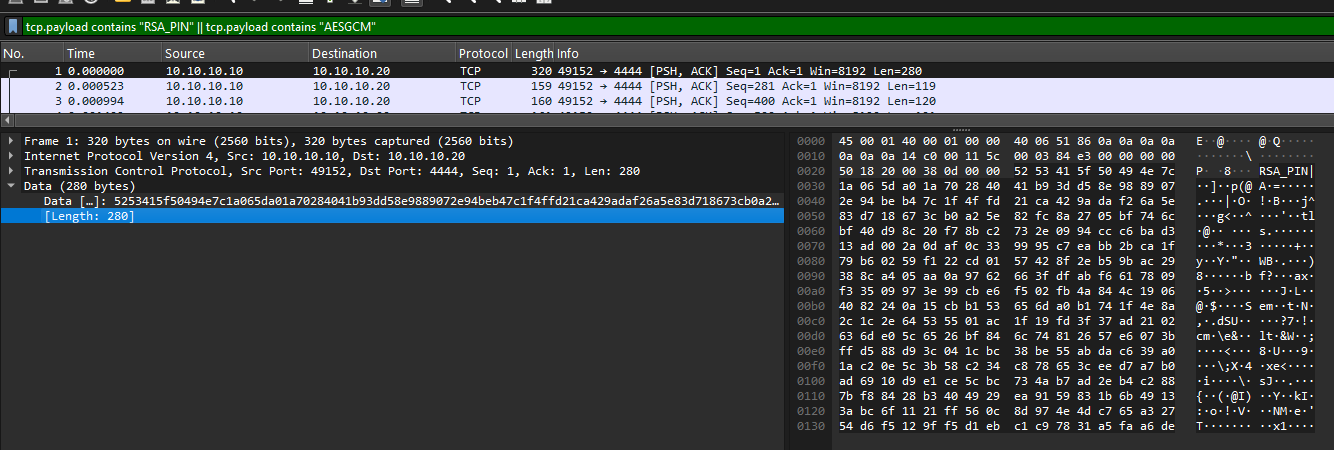 tcp.payload contains "RSA_PIN" || tcp.payload contains "AESGCM"
No. Time Source Destination Protocol Length Info
1 0.000000 10.10.10.10 10.10.10.20 TCP 320 49152 → 4444 [PSH, ACK] Seq=1 Ack=1 Win=8192 Len=280
2 0.000523 10.10.10.10 10.10.10.20 TCP 159 49152 → 4444 [PSH, ACK] Seq=281 Ack=1 Win=8192 Len=119
3 0.000994 10.10.10.10 10.10.10.20 TCP 160 49152 → 4444 [PSH, ACK] Seq=400 Ack=1 Win=8192 Len=120
Frame 1: 320 bytes on wire (2560 bits), 320 bytes captured (2560 bits)
Internet Protocol Version 4, Src: 10.10.10.10, Dst: 10.10.10.20
Transmission Control Protocol, Src Port: 49152, Dst Port: 4444, Seq: 1, Ack: 1, Len: 280
Data (280 bytes)
Data […]: 5253415f50494e7c1a065da01a70284041b93dd58e9889072e94beb47c1f4ffd21ca429adaf26a5e83d718673cb0a2…
[Length: 280]
0000 45 00 01 40 00 01 00 00 40 06 51 86 0a 0a 0a 0a E··@····@·Q·····
0010 0a 0a 0a 14 c0 00 11 5c 00 03 84 e3 00 00 00 00 ·······\········
0020 50 18 20 00 38 0d 00 00 52 53 41 5f 50 49 4e 7c P· ·8···RSA_PIN|
0030 1a 06 5d a0 1a 70 28 40 41 b9 3d d5 8e 98 89 07 ··]··p(@A·=·····
0040 2e 94 be b4 7c 1f 4f fd 21 ca 42 9a da f2 6a 5e .···|·O·!·B···j^
0050 83 d7 18 67 3c b0 a2 5e 82 fc 8a 27 05 bf 74 6c ···g<··^···'··tl
0060 bf 40 d9 8c 20 f7 8b c2 73 2e 09 94 cc c6 ba d3 ·@·· ···s.······
0070 13 ad 00 2a 0d af 0c 33 99 95 c7 ea bb 2b ca 1f ···*···3·····+··
0080 79 b6 02 59 f1 22 cd 01 57 42 8f 2e b5 9b ac 29 y··Y·"··WB·.···)
0090 38 8c a4 05 aa 0a 97 62 66 3f df ab f6 61 78 09 8······bf?···ax·
00a0 f3 35 09 97 3e 99 cb e6 f5 02 fb 4a 84 4c 19 06 ·5··>······J·L··
00b0 40 82 24 0a 15 cb b1 53 65 6d a0 b1 74 1f 4e 8a @·$····Sem··t·N·
00c0 2c 1c 2e 64 53 55 01 ac 1f 19 fd 3f 37 ad 21 02 ,·.dSU·····?7·!·
00d0 63 6d e0 5c 65 26 bf 84 6c 74 81 26 57 e6 07 3b cm·\e&··lt·&W··;
00e0 ff d5 88 d9 3c 04 1c bc 38 be 55 ab da c6 39 a0 ····<···8·U···9·
00f0 1a c2 0e 5c 3b 58 c2 34 c8 78 65 3c ee d7 a7 b0 ···\;X·4·xe<····
0100 ad 69 10 d9 e1 ce 5c bc 73 4a b7 ad 2e b4 c2 88 ·i····\·sJ··.···
0110 7b f8 84 28 b3 40 49 29 ea 91 59 83 1b 6b 49 13 {··(·@I)··Y··kI·
0120 3a bc 6f 11 21 ff 56 0c 8d 97 4e 4d c7 65 a3 27 :·o·!·V···NM·e·'
0130 54 d6 f5 12 9f f5 d1 eb c1 c9 78 31 a5 fa a6 de T·········x1····